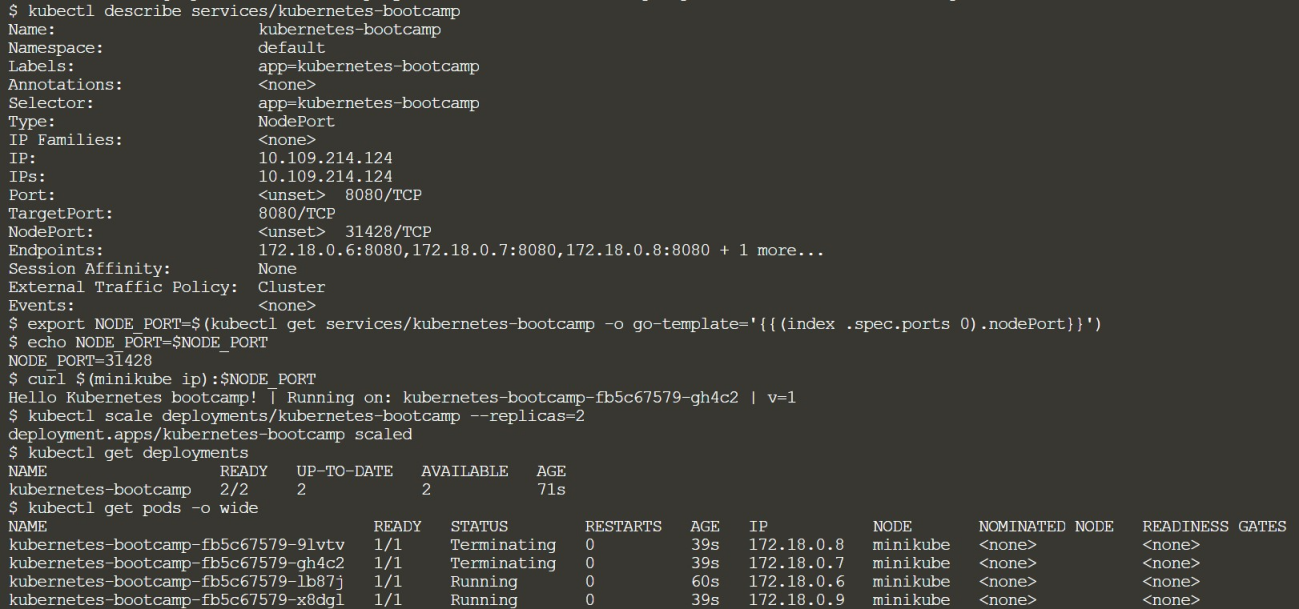 $ kubectl describe services/kubernetes-bootcamp
Name:                     kubernetes-bootcamp
Namespace:                default
Labels:                   app=kubernetes-bootcamp
Annotations:              <none>
Selector:                 app=kubernetes-bootcamp
Type:                     NodePort
IP Families:              <none>
IP:                       10.109.214.124
IPs:                      10.109.214.124
Port:                     <unset>  8080/TCP
TargetPort:               8080/TCP
NodePort:                 <unset>  31428/TCP
Endpoints:                172.18.0.6:8080,172.18.0.7:8080,172.18.0.8:8080 + 1 more...
Session Affinity:         None
External Traffic Policy:  Cluster
Events:                   <none>
$ export NODE_PORT=$(kubectl get services/kubernetes-bootcamp -o go-template='{{(index .spec.ports 0).nodePort}}')
$ echo NODE_PORT=$NODE_PORT
NODE_PORT=31428
$ curl $(minikube ip):$NODE_PORT
Hello Kubernetes bootcamp! | Running on: kubernetes-bootcamp-fb5c67579-gh4c2 | v=1
$ kubectl scale deployments/kubernetes-bootcamp --replicas=2
deployment.apps/kubernetes-bootcamp scaled
$ kubectl get deployments
NAME                  READY   UP-TO-DATE   AVAILABLE   AGE
kubernetes-bootcamp   2/2     2            2           71s
$ kubectl get pods -o wide
NAME                                  READY   STATUS        RESTARTS   AGE   IP           NODE       NOMINATED NODE   READINESS GATES
kubernetes-bootcamp-fb5c67579-9lvtv   1/1     Terminating   0          39s   172.18.0.8   minikube   <none>           <none>
kubernetes-bootcamp-fb5c67579-gh4c2   1/1     Terminating   0          39s   172.18.0.7   minikube   <none>           <none>
kubernetes-bootcamp-fb5c67579-lb87j   1/1     Running       0          60s   172.18.0.6   minikube   <none>           <none>
kubernetes-bootcamp-fb5c67579-x8dgl   1/1     Running       0          39s   172.18.0.9   minikube   <none>           <none>